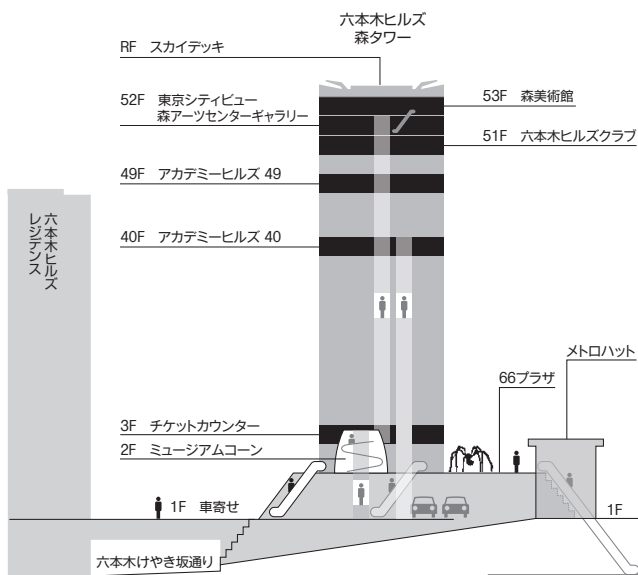 六本木ヒルズ
森タワー
RF スカイデッキ
52F 東京シティビュー
森アーツセンターギャラリー
53F 森美術館
51F 六本木ヒルズクラブ
49F アカデミーヒルズ 49
40F アカデミーヒルズ 40
六本木ヒルズ
レジデンス
メトロハット
66プラザ
3F チケットカウンター
2F ミュージアムコーン
1F 車寄せ
1F
六本木けやき坂通り